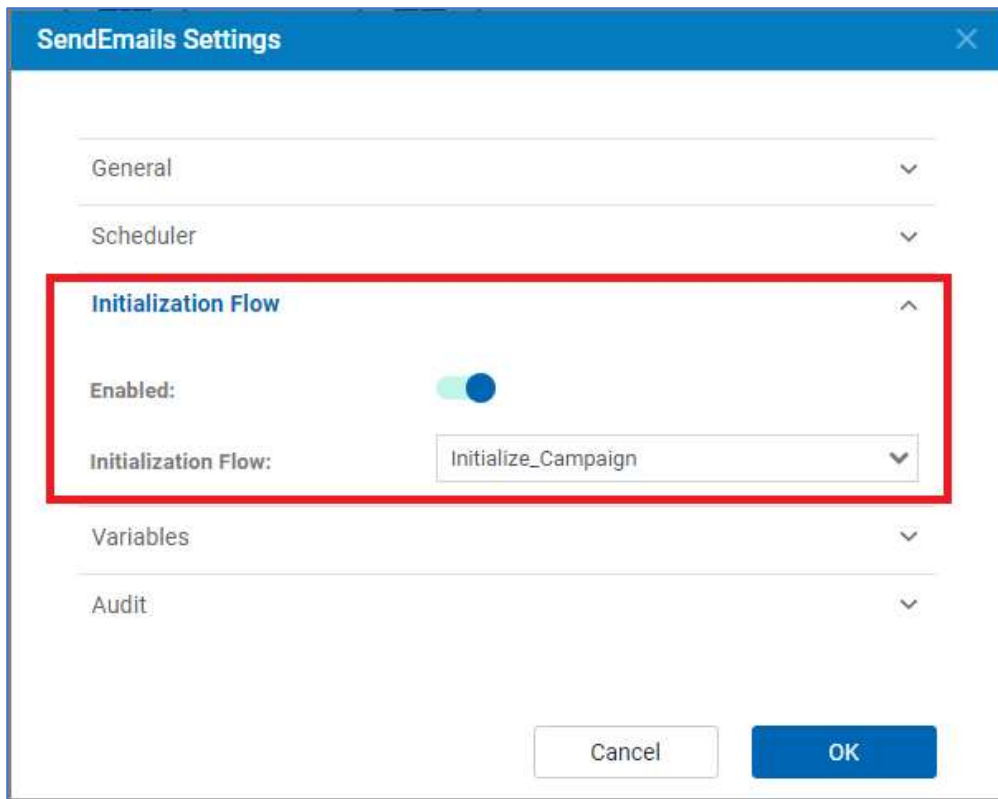 SendEmails Settings
General
Scheduler
Initialization Flow
Enabled:
Initialization Flow: Initialize_Campaign
Variables
Audit
Cancel OK